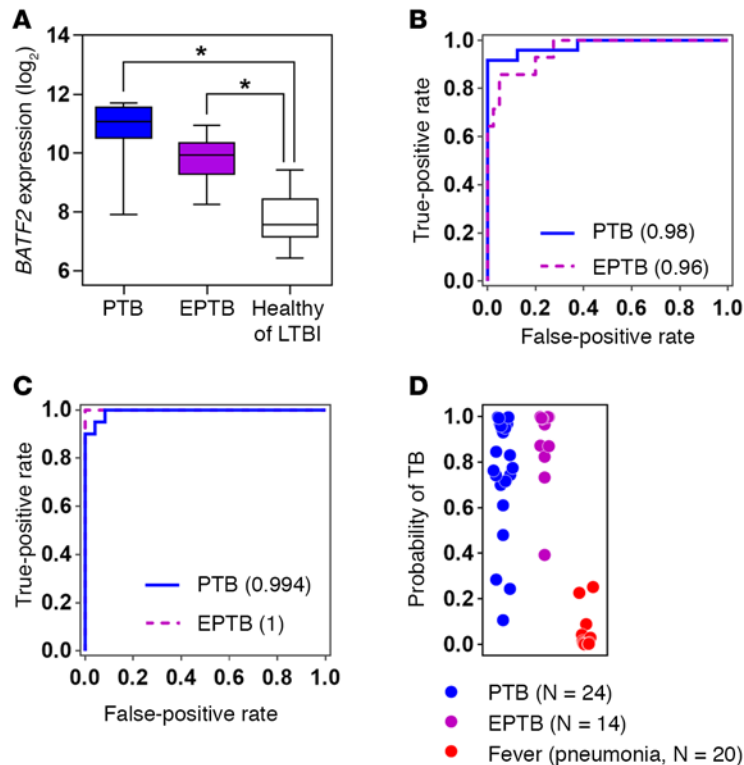 A
BATF2 expression (log2)
14
12
10
8
6
*
*
PTB
EPTB
Healthy
of LTBI
B
True-positive rate
1.0
0.8
0.6
0.4
0.2
0.0
PTB (0.98)
EPTB (0.96)
0.0 0.2 0.4 0.6 0.8 1.0
False-positive rate
C
True-positive rate
1.0
0.8
0.6
0.4
0.2
0.0
PTB (0.994)
EPTB (1)
0.0 0.2 0.4 0.6 0.8 1.0
False-positive rate
D
Probability of TB
1.0
0.8
0.6
0.4
0.2
0.0
PTB (N = 24)
EPTB (N = 14)
Fever (pneumonia, N = 20)